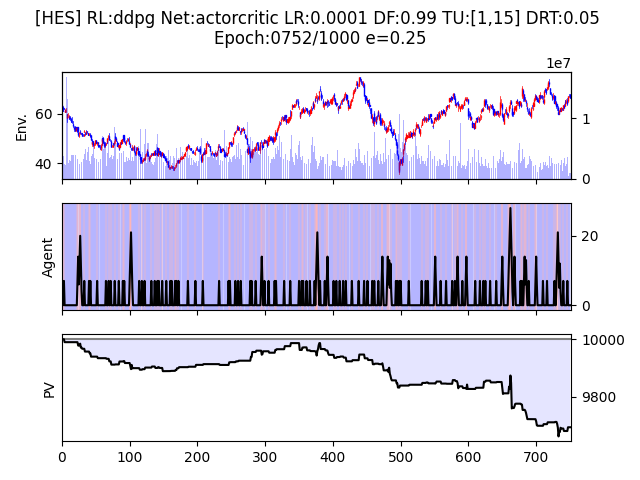 [HES] RL:ddpg Net:actorcritic LR:0.0001 DF:0.99 TU:[1,15] DRT:0.05
Epoch:0752/1000 e=0.25
1e7
Env.
60
40
1
0
Agent
20
0
PV
10000
9800
0 100 200 300 400 500 600 700